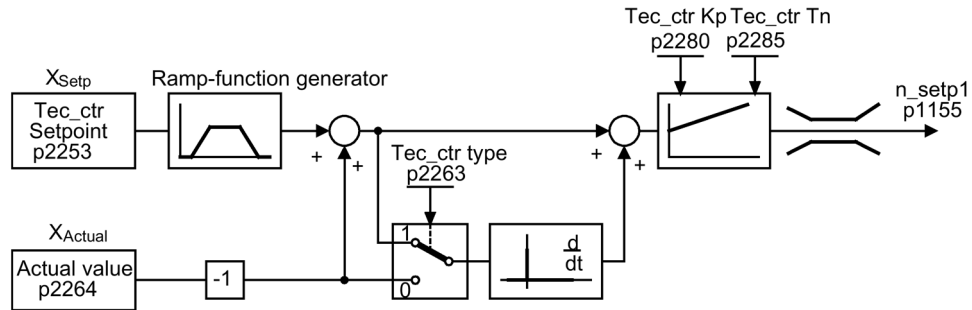 Tec_ctr Kp Tec_ctr Tn
p2280 p2285
XSetp
Ramp-function generator
n_setp1
p1155
Tec_ctr
Setpoint
p2253
+
+
+
+
Tec_ctr type
p2263
XActual
1
d
dt
Actual value
p2264
-1
0